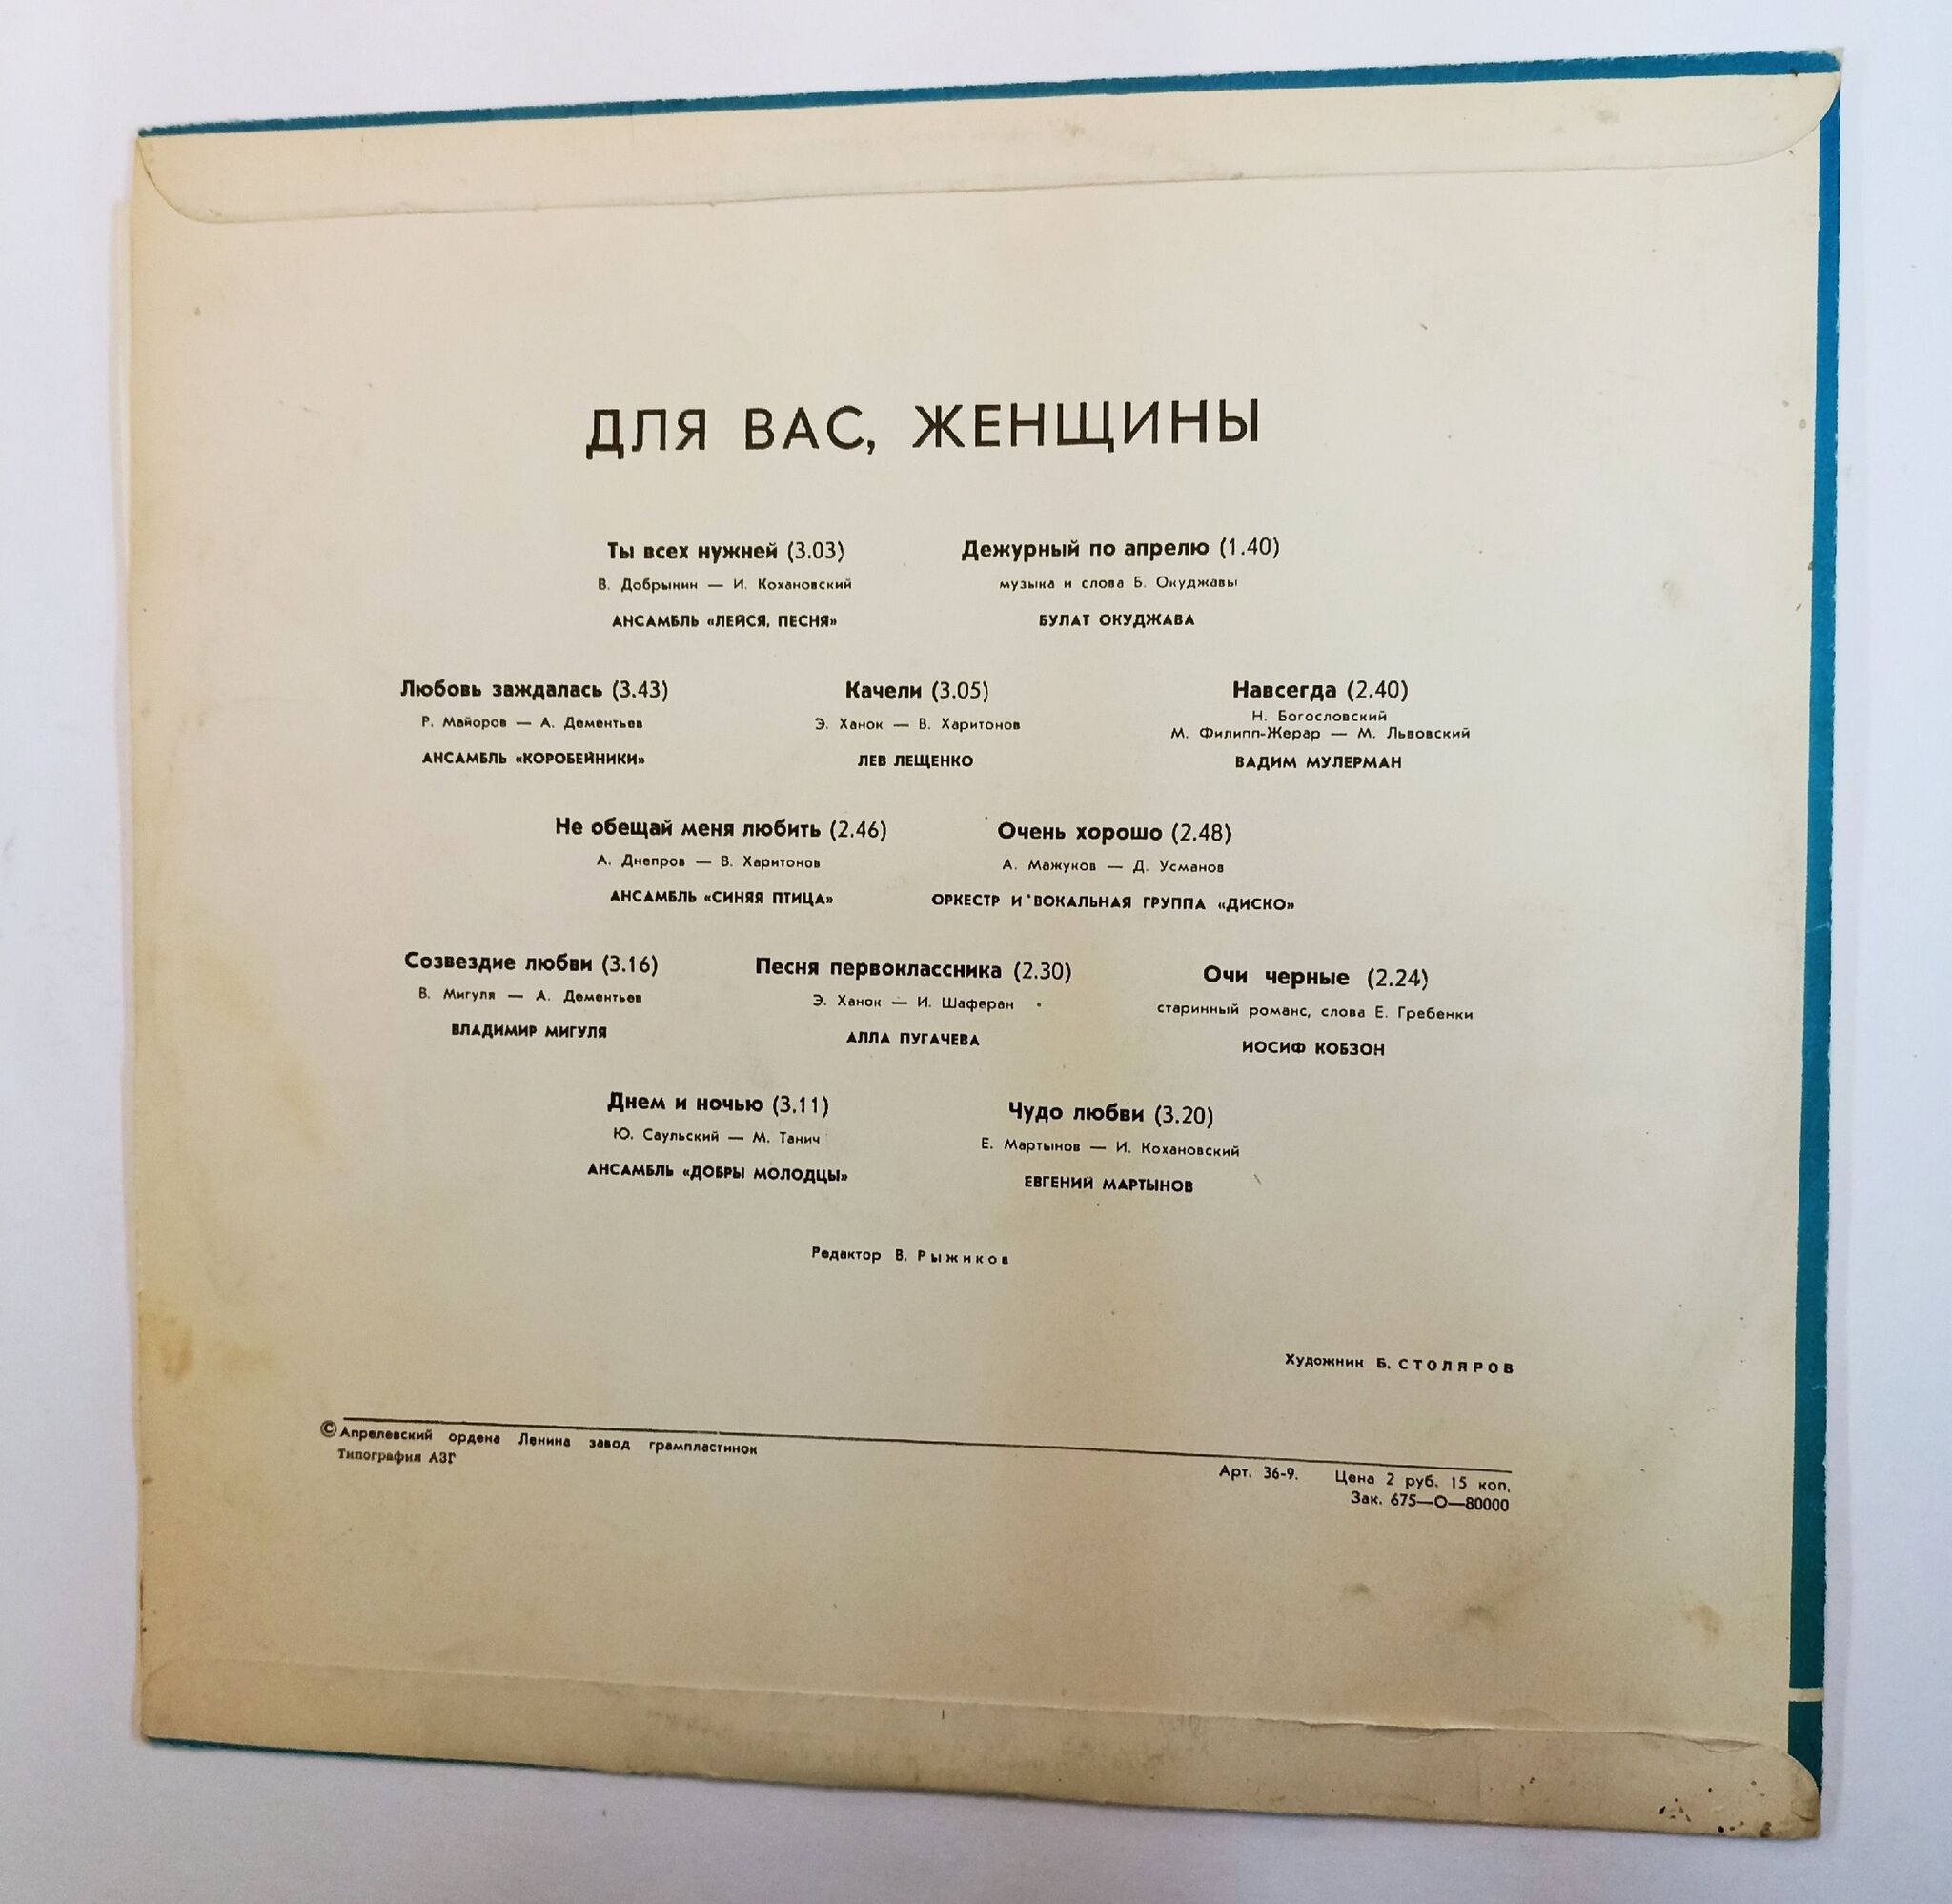 ДЛЯ ВАС, ЖЕНЩИНЫ
Ты всех нужней (3.03)
В. Добрынин — И. Кохановский
АНСАМБЛЬ «ЛЕЙСЯ, ПЕСНЯ»
Дежурный по апрелю (1.40)
музыка и слова Б. Окуджавы
БУЛАТ ОКУДЖАВА
Любовь заждалась (3.43)
Р. Майоров — А. Дементьев
АНСАМБЛЬ «КОРОБЕЙНИКИ»
Качели (3.05)
Э. Ханок — В. Харитонов
ЛЕВ ЛЕЩЕНКО
Навсегда (2.40)
Н. Богословский
М. Филипп-Жерар — М. Львовский
ВАДИМ МУЛЕРМАН
Не обещай меня любить (2.46)
А. Днепров — В. Харитонов
АНСАМБЛЬ «СИНЯЯ ПТИЦА»
Очень хорошо (2.48)
А. Мажуков — Д. Усманов
ОРКЕСТР И ВОКАЛЬНАЯ ГРУППА «ДИСКО»
Созвездие любви (3.16)
В. Мигуля — А. Дементьев
ВЛАДИМИР МИГУЛЯ
Песня первоклассника (2.30)
Э. Ханок — И. Шаферан
АЛЛА ПУГАЧЕВА
Очи черные (2.24)
старинный романс, слова Е. Гребенки
ИОСИФ КОБЗОН
Днем и ночью (3.11)
Ю. Саульский — М. Танич
АНСАМБЛЬ «ДОБРЫ МОЛОДЦЫ»
Чудо любви (3.20)
Е. Мартынов — И. Кохановский
ЕВГЕНИЙ МАРТЫНОВ
Редактор В. Рыжиков
Художник Б. СТОЛЯРОВ
© Апрелевский ордена Ленина завод грампластинок
Типография АЗГ
Арт. 36-9. Цена 2 руб. 15 коп.
Зак. 675—О—80000